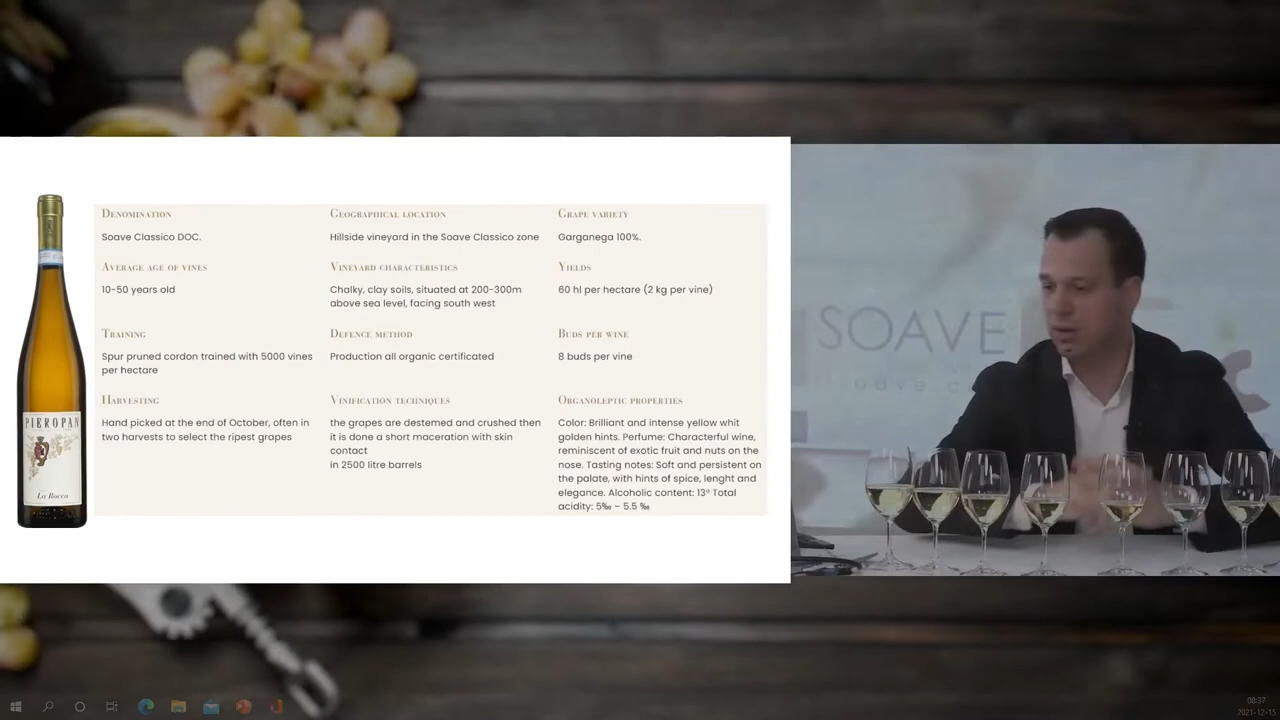 DENOMINATION
Soave Classico DOC.
GEOGRAPHICAL LOCATION
Hillside vineyard in the Soave Classico zone
GRAPE VARIETY
Garganega 100%.
AVERAGE AGE OF VINES
10-50 years old
VINEYARD CHARACTERISTICS
Chalky, clay soils, situated at 200-300m
above sea level, facing south west
YIELDS
60 hl per hectare (2 kg per vine)
TRAINING
Spur pruned cordon trained with 5000 vines
per hectare
DEFENCE METHOD
Production all organic certificated
BUDS PER WINE
8 buds per vine
HARVESTING
Hand picked at the end of October, often in
two harvests to select the ripest grapes
VINIFICATION TECHNIQUES
the grapes are destemed and crushed then
it is done a short maceration with skin
contact
in 2500 litre barrels
ORGANOLEPTIC PROPERTIES
Color: Brilliant and intense yellow whit
golden hints. Perfume: Characterful wine,
reminiscent of exotic fruit and nuts on the
nose. Tasting notes: Soft and persistent on
the palate, with hints of spice, lenght and
elegance. Alcoholic content: 13° Total
acidity: 5‰ – 5.5 ‰
PIEROPAN
La Rocca
SOAVE
08:37
2021-12-15